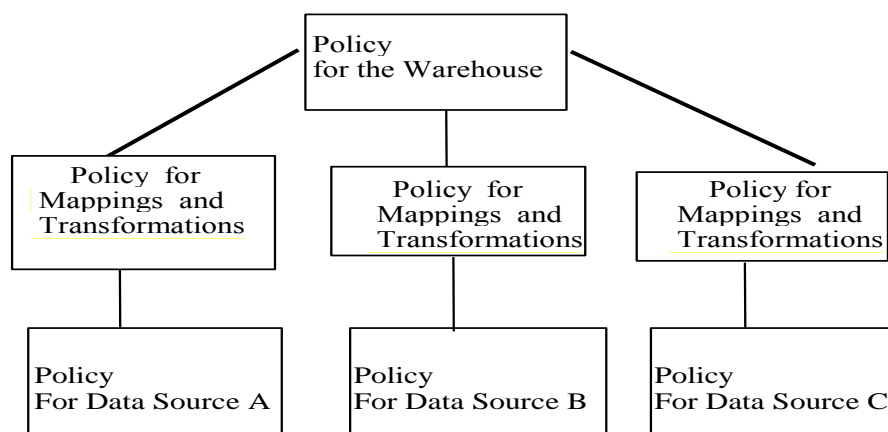 Policy
for the Warehouse
Policy for
Mappings and
Transformations
Policy for
Mappings and
Transformations
Policy for
Mappings and
Transformations
Policy
For Data Source A
Policy
For Data Source B
Policy
For Data Source C